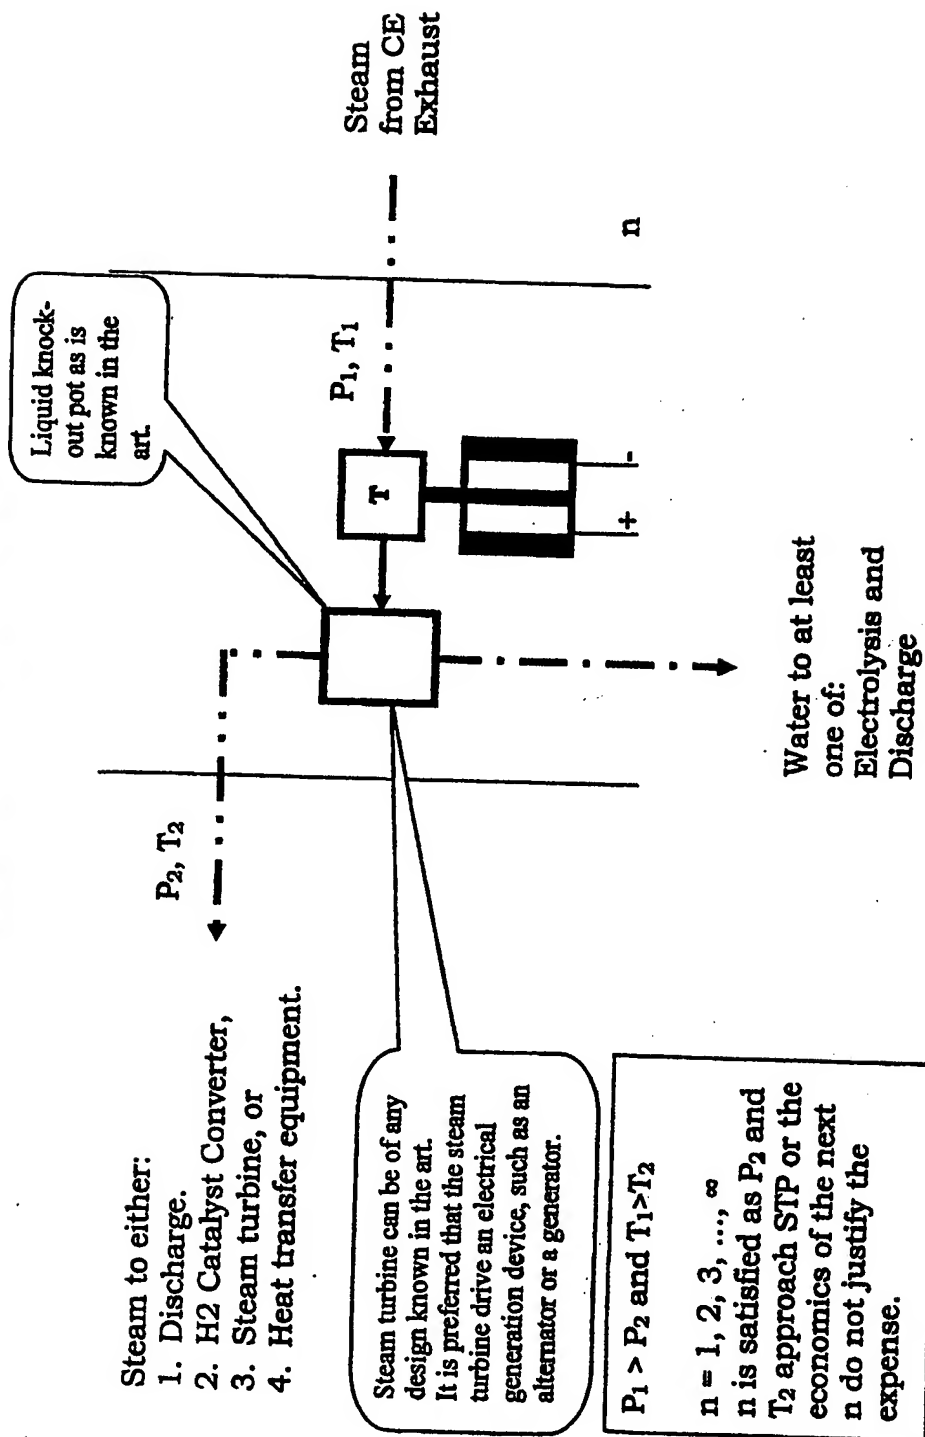 Steam to either:
1. Discharge.
2. H2 Catalyst Converter,
3. Steam turbine, or
4. Heat transfer equipment.
P₂, T₂
Liquid knock-
out pot as is
known in the
art.
P₁, T₁
Steam
from CE
Exhaust
T
+
-
n
Steam turbine can be of any
design known in the art.
It is preferred that the steam
turbine drive an electrical
generation device, such as an
alternator or a generator.
Water to at least
one of:
Electrolysis and
Discharge
P₁ > P₂ and T₁>T₂
n = 1, 2, 3, ..., ∞
n is satisfied as P₂ and
T₂ approach STP or the
economics of the next
n do not justify the
expense.